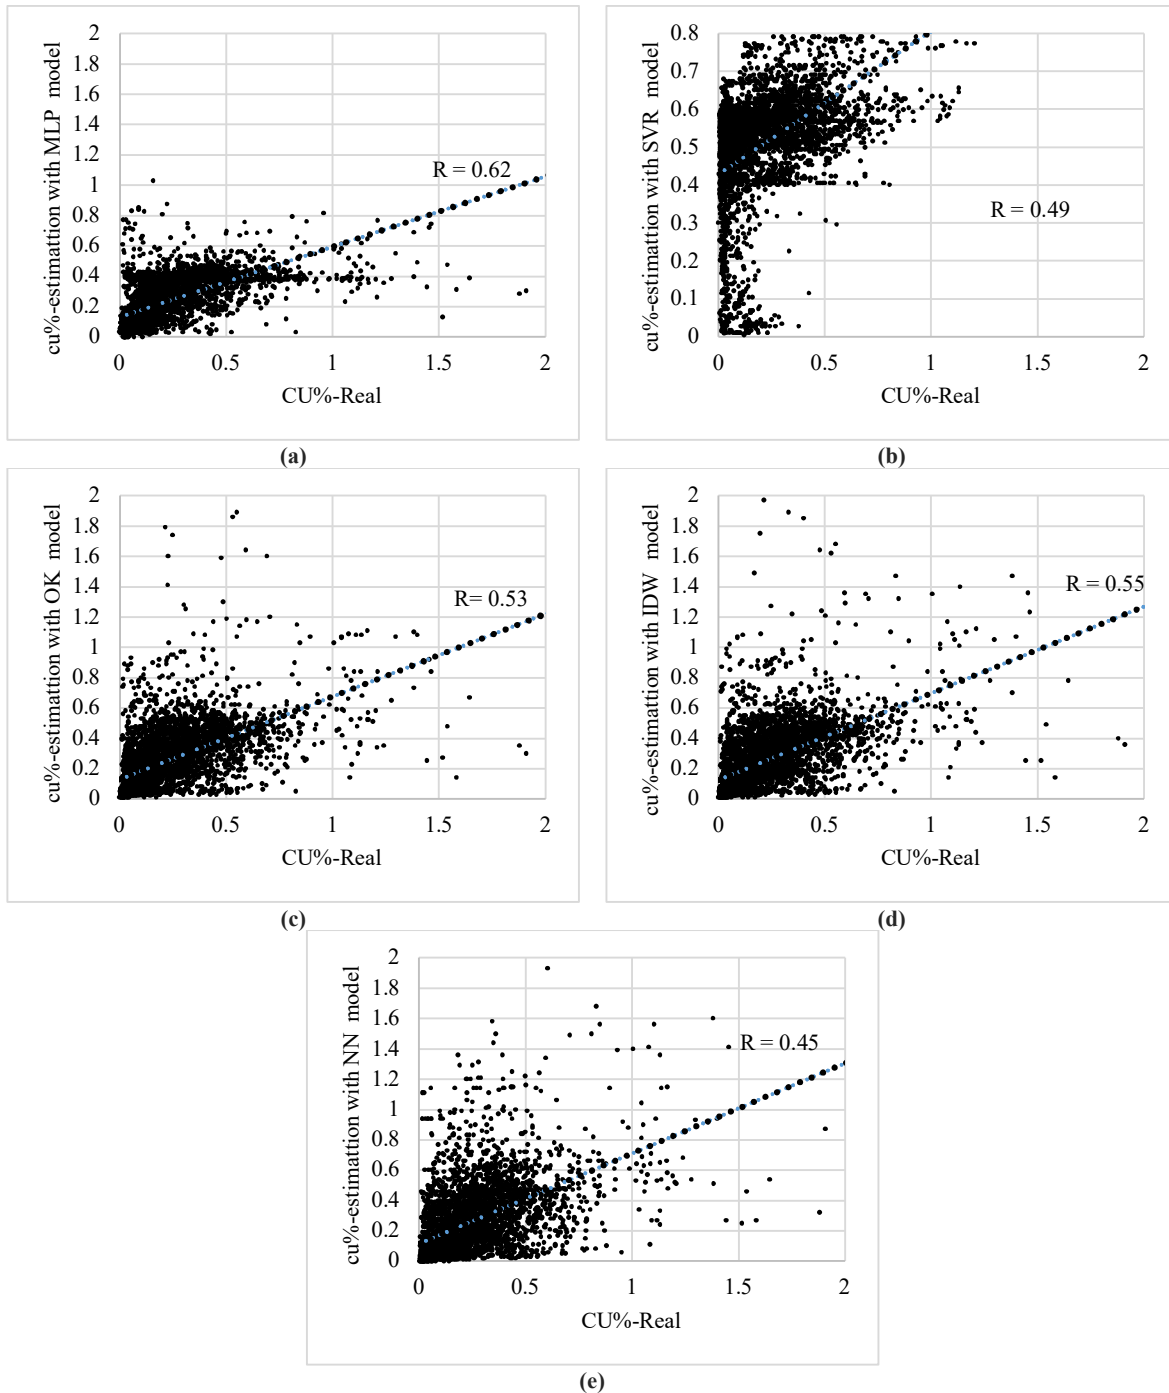 cu%-estimattion with MLP model
2
1.8
1.6
1.4
1.2
1
0.8
0.6
0.4
0.2
0
R = 0.62
0 0.5 1 1.5 2
CU%-Real
(a)
cu%-estimattion with SVR model
0.8
0.7
0.6
0.5
0.4
0.3
0.2
0.1
0
R = 0.49
0 0.5 1 1.5 2
CU%-Real
(b)
cu%-estimattion with OK model
2
1.8
1.6
1.4
1.2
1
0.8
0.6
0.4
0.2
0
R= 0.53
0 0.5 1 1.5 2
CU%-Real
(c)
cu%-estimattion with IDW model
2
1.8
1.6
1.4
1.2
1
0.8
0.6
0.4
0.2
0
R= 0.55
0 0.5 1 1.5 2
CU%-Real
(d)
cu%-estimattion with NN model
2
1.8
1.6
1.4
1.2
1
0.8
0.6
0.4
0.2
0
R = 0.45
0 0.5 1 1.5 2
CU%-Real
(e)